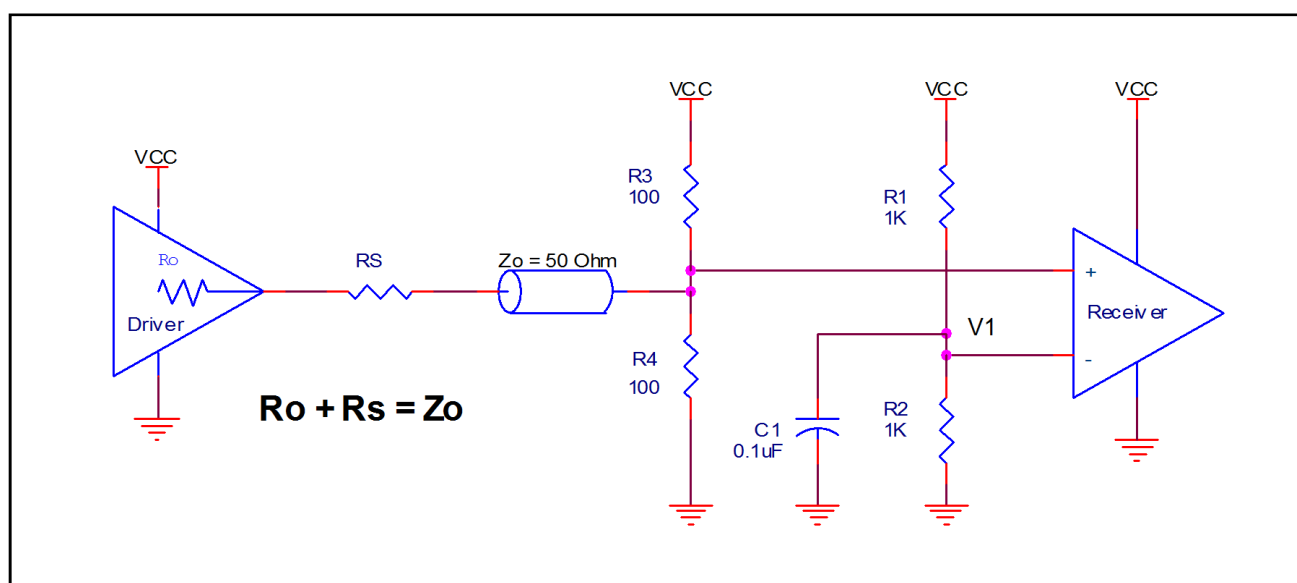 VCC
VCC
VCC
VCC
R3
100
R1
1K
Ro
RS
Zo = 50 Ohm
+
Driver
Receiver
V1
-
R4
100
Ro + Rs = Zo
C1
0.1uF
R2
1K